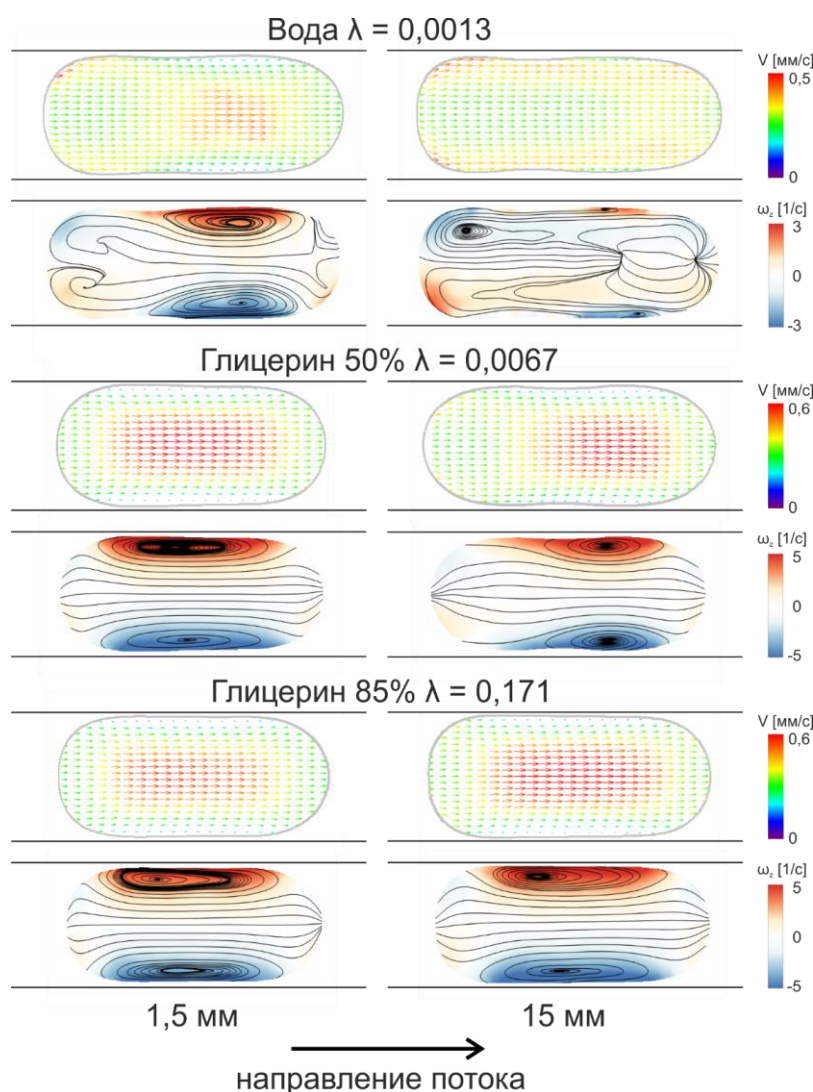 Вода λ = 0,0013
V [мм/с]
0,5
0
ω_z [1/с]
3
0
-3
Глицерин 50% λ = 0,0067
V [мм/с]
0,6
0
ω_z [1/с]
5
0
-5
Глицерин 85% λ = 0,171
V [мм/с]
0,6
0
ω_z [1/с]
5
0
-5
1,5 мм 15 мм
направление потока